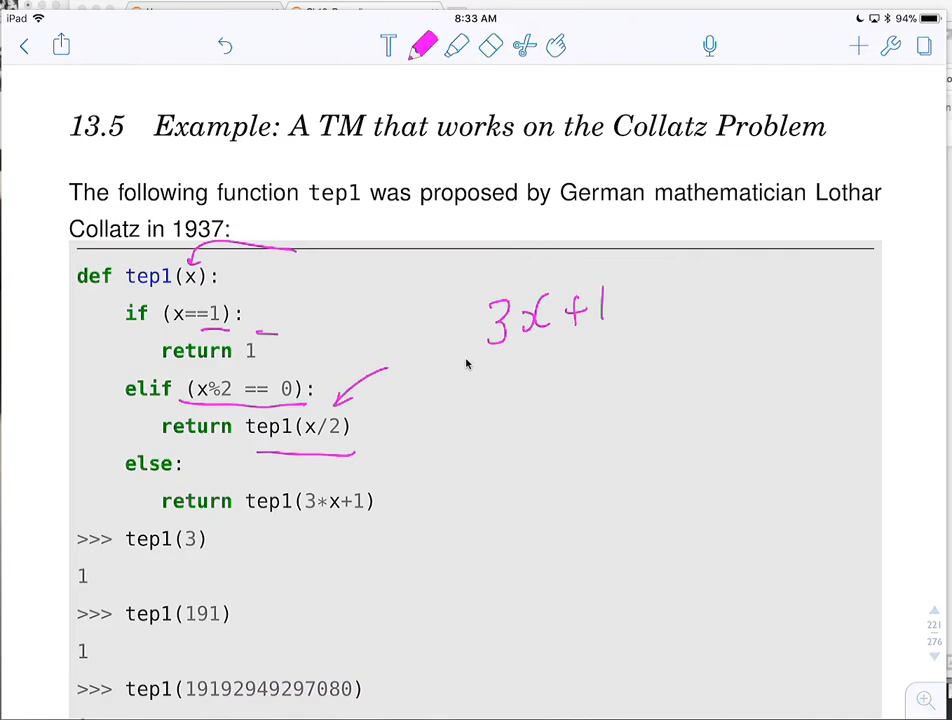 iPad 8:33 AM 94%
T
13.5 Example: A TM that works on the Collatz Problem
The following function tep1 was proposed by German mathematician Lothar
Collatz in 1937:
def tep1(x):
if (x==1):
3x+1
return 1
elif (x%2 == 0):
return tep1(x/2)
else:
return tep1(3*x+1)
>>> tep1(3)
1
>>> tep1(191)
1
221
276
>>> tep1(19192949297080)